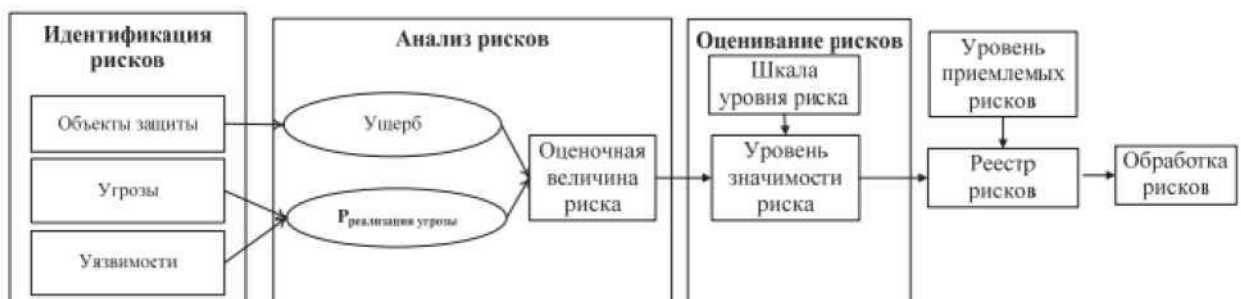 Идентификация
рисков
Объекты защиты
Угрозы
Уязвимости
Анализ рисков
Ущерб
Pреализации угрозы
Оценочная
величина
риска
Оценивание рисков
Шкала
уровня риска
Уровень
значимости
риска
Уровень
приемлемых
рисков
Реестр
рисков
Обработка
рисков